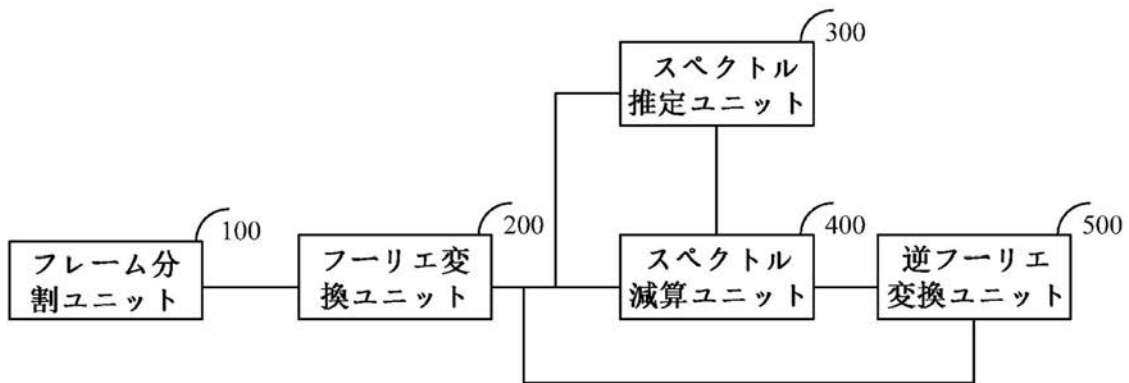 300
スペクトル
推定ユニット
100
フレーム分
割ユニット
200
フーリエ変
換ユニット
400
スペクトル
減算ユニット
500
逆フーリエ
変換ユニット